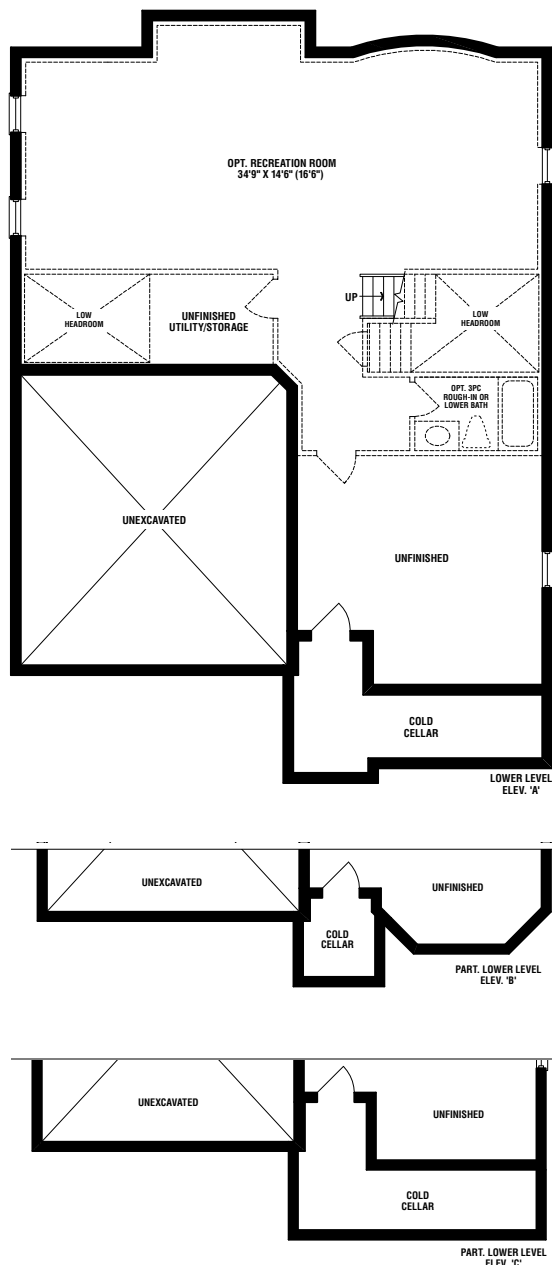 OPT. RECREATION ROOM
34'9" X 14'6" (16'6")
UP
LOW
HEADROOM
UNFINISHED
UTILITY/STORAGE
LOW
HEADROOM
OPT. 3PC
ROUGH-IN OR
LOWER BATH
UNEXCAVATED
UNFINISHED
COLD
CELLAR
LOWER LEVEL
ELEV. 'A'
UNEXCAVATED
UNFINISHED
COLD
CELLAR
PART. LOWER LEVEL
ELEV. 'B'
UNEXCAVATED
UNFINISHED
COLD
CELLAR
PART. LOWER LEVEL
ELEV. 'C'